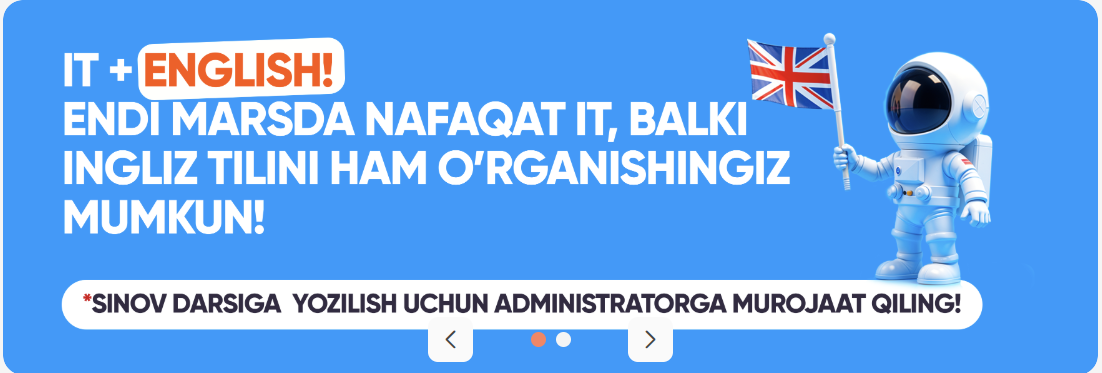 IT + ENGLISH!
ENDI MARSDA NAFAQAT IT, BALKI
INGLIZ TILINI HAM O'RGANISHINGIZ
MUMKUN!
*SINOV DARSIGA YOZILISH UCHUN ADMINISTRATORGA MUROJAAT QILING!